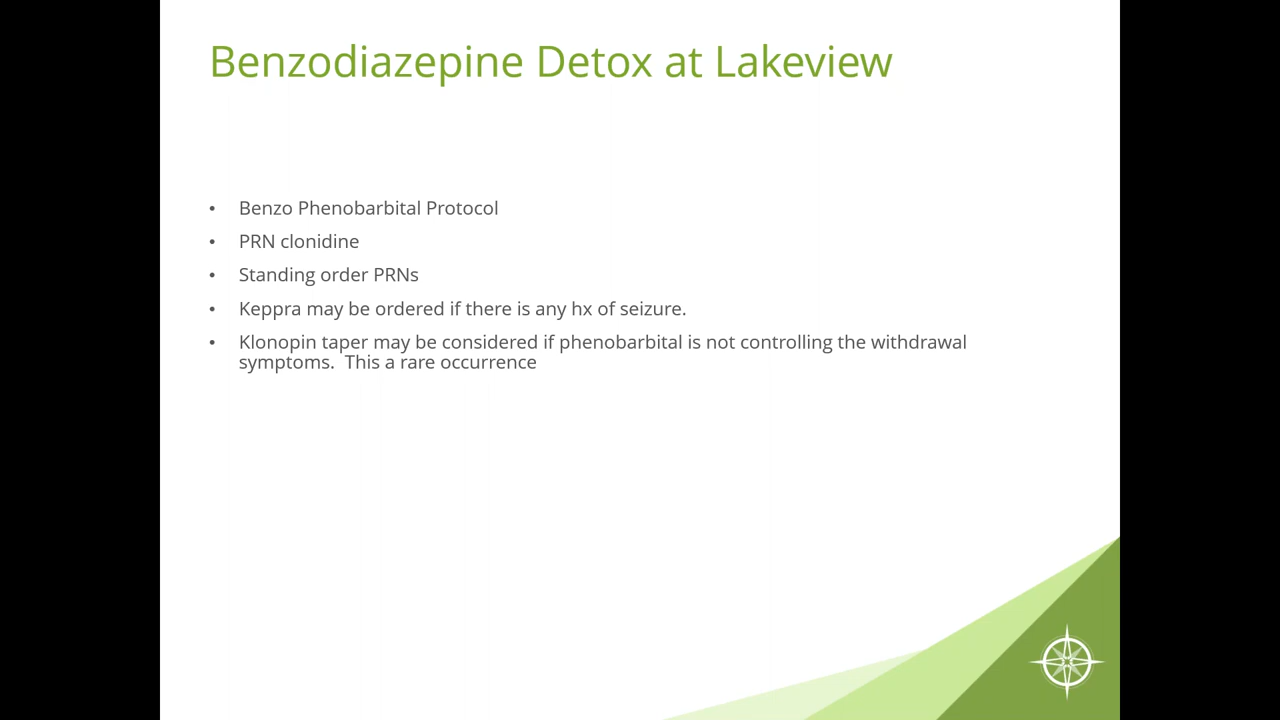 Benzodiazepine Detox at Lakeview
• Benzo Phenobarbital Protocol
• PRN clonidine
• Standing order PRNs
• Keppra may be ordered if there is any hx of seizure.
• Klonopin taper may be considered if phenobarbital is not controlling the withdrawal
symptoms.  This a rare occurrence